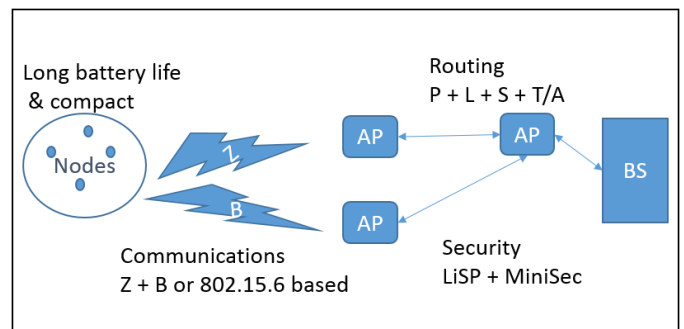 Long battery life
& compact
Nodes
Z
B
Communications
Z + B or 802.15.6 based
AP
AP
Routing
P + L + S + T/A
AP
BS
Security
LiSP + MiniSec